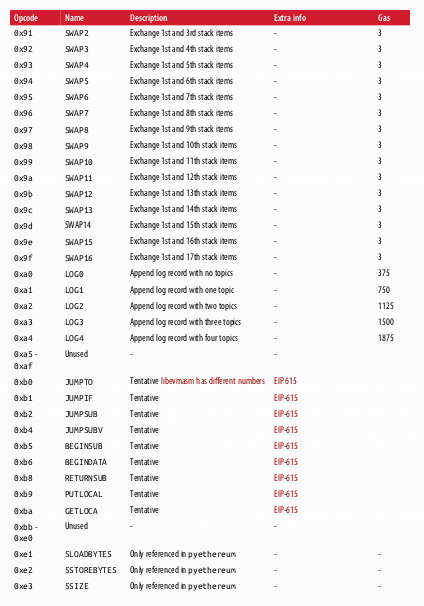 Opcode Name Description Extra info Gas
0x91 SWAP2 Exchange 1st and 3rd stack items - 3
0x92 SWAP3 Exchange 1st and 4th stack items - 3
0x93 SWAP4 Exchange 1st and 5th stack items - 3
0x94 SWAP5 Exchange 1st and 6th stack items - 3
0x95 SWAP6 Exchange 1st and 7th stack items - 3
0x96 SWAP7 Exchange 1st and 8th stack items - 3
0x97 SWAP8 Exchange 1st and 9th stack items - 3
0x98 SWAP9 Exchange 1st and 10th stack items - 3
0x99 SWAP10 Exchange 1st and 11th stack items - 3
0x9a SWAP11 Exchange 1st and 12th stack items - 3
0x9b SWAP12 Exchange 1st and 13th stack items - 3
0x9c SWAP13 Exchange 1st and 14th stack items - 3
0x9d SWAP14 Exchange 1st and 15th stack items - 3
0x9e SWAP15 Exchange 1st and 16th stack items - 3
0x9f SWAP16 Exchange 1st and 17th stack items - 3
0xa0 LOG0 Append log record with no topics - 375
0xa1 LOG1 Append log record with one topic - 750
0xa2 LOG2 Append log record with two topics - 1125
0xa3 LOG3 Append log record with three topics - 1500
0xa4 LOG4 Append log record with four topics - 1875
0xa5 - Unused - -
0xaf
0xb0 JUMPTO Tentative libevmasm has different numbers EIP 615
0xb1 JUMPIF Tentative EIP-615
0xb2 JUMPSUB Tentative EIP-615
0xb4 JUMPSUBV Tentative EIP-615
0xb5 BEGINSUB Tentative EIP-615
0xb6 BEGINDATA Tentative EIP-615
0xb8 RETURNSUB Tentative EIP-615
0xb9 PUTLOCAL Tentative EIP-615
0xba GETLOCA Tentative EIP-615
0xbb - Unused - -
0xe0
0xe1 SLOADBYTES Only referenced in pyethereum - -
0xe2 SSTOREBYTES Only referenced in pyethereum - -
0xe3 SSIZE Only referenced in pyethereum - -